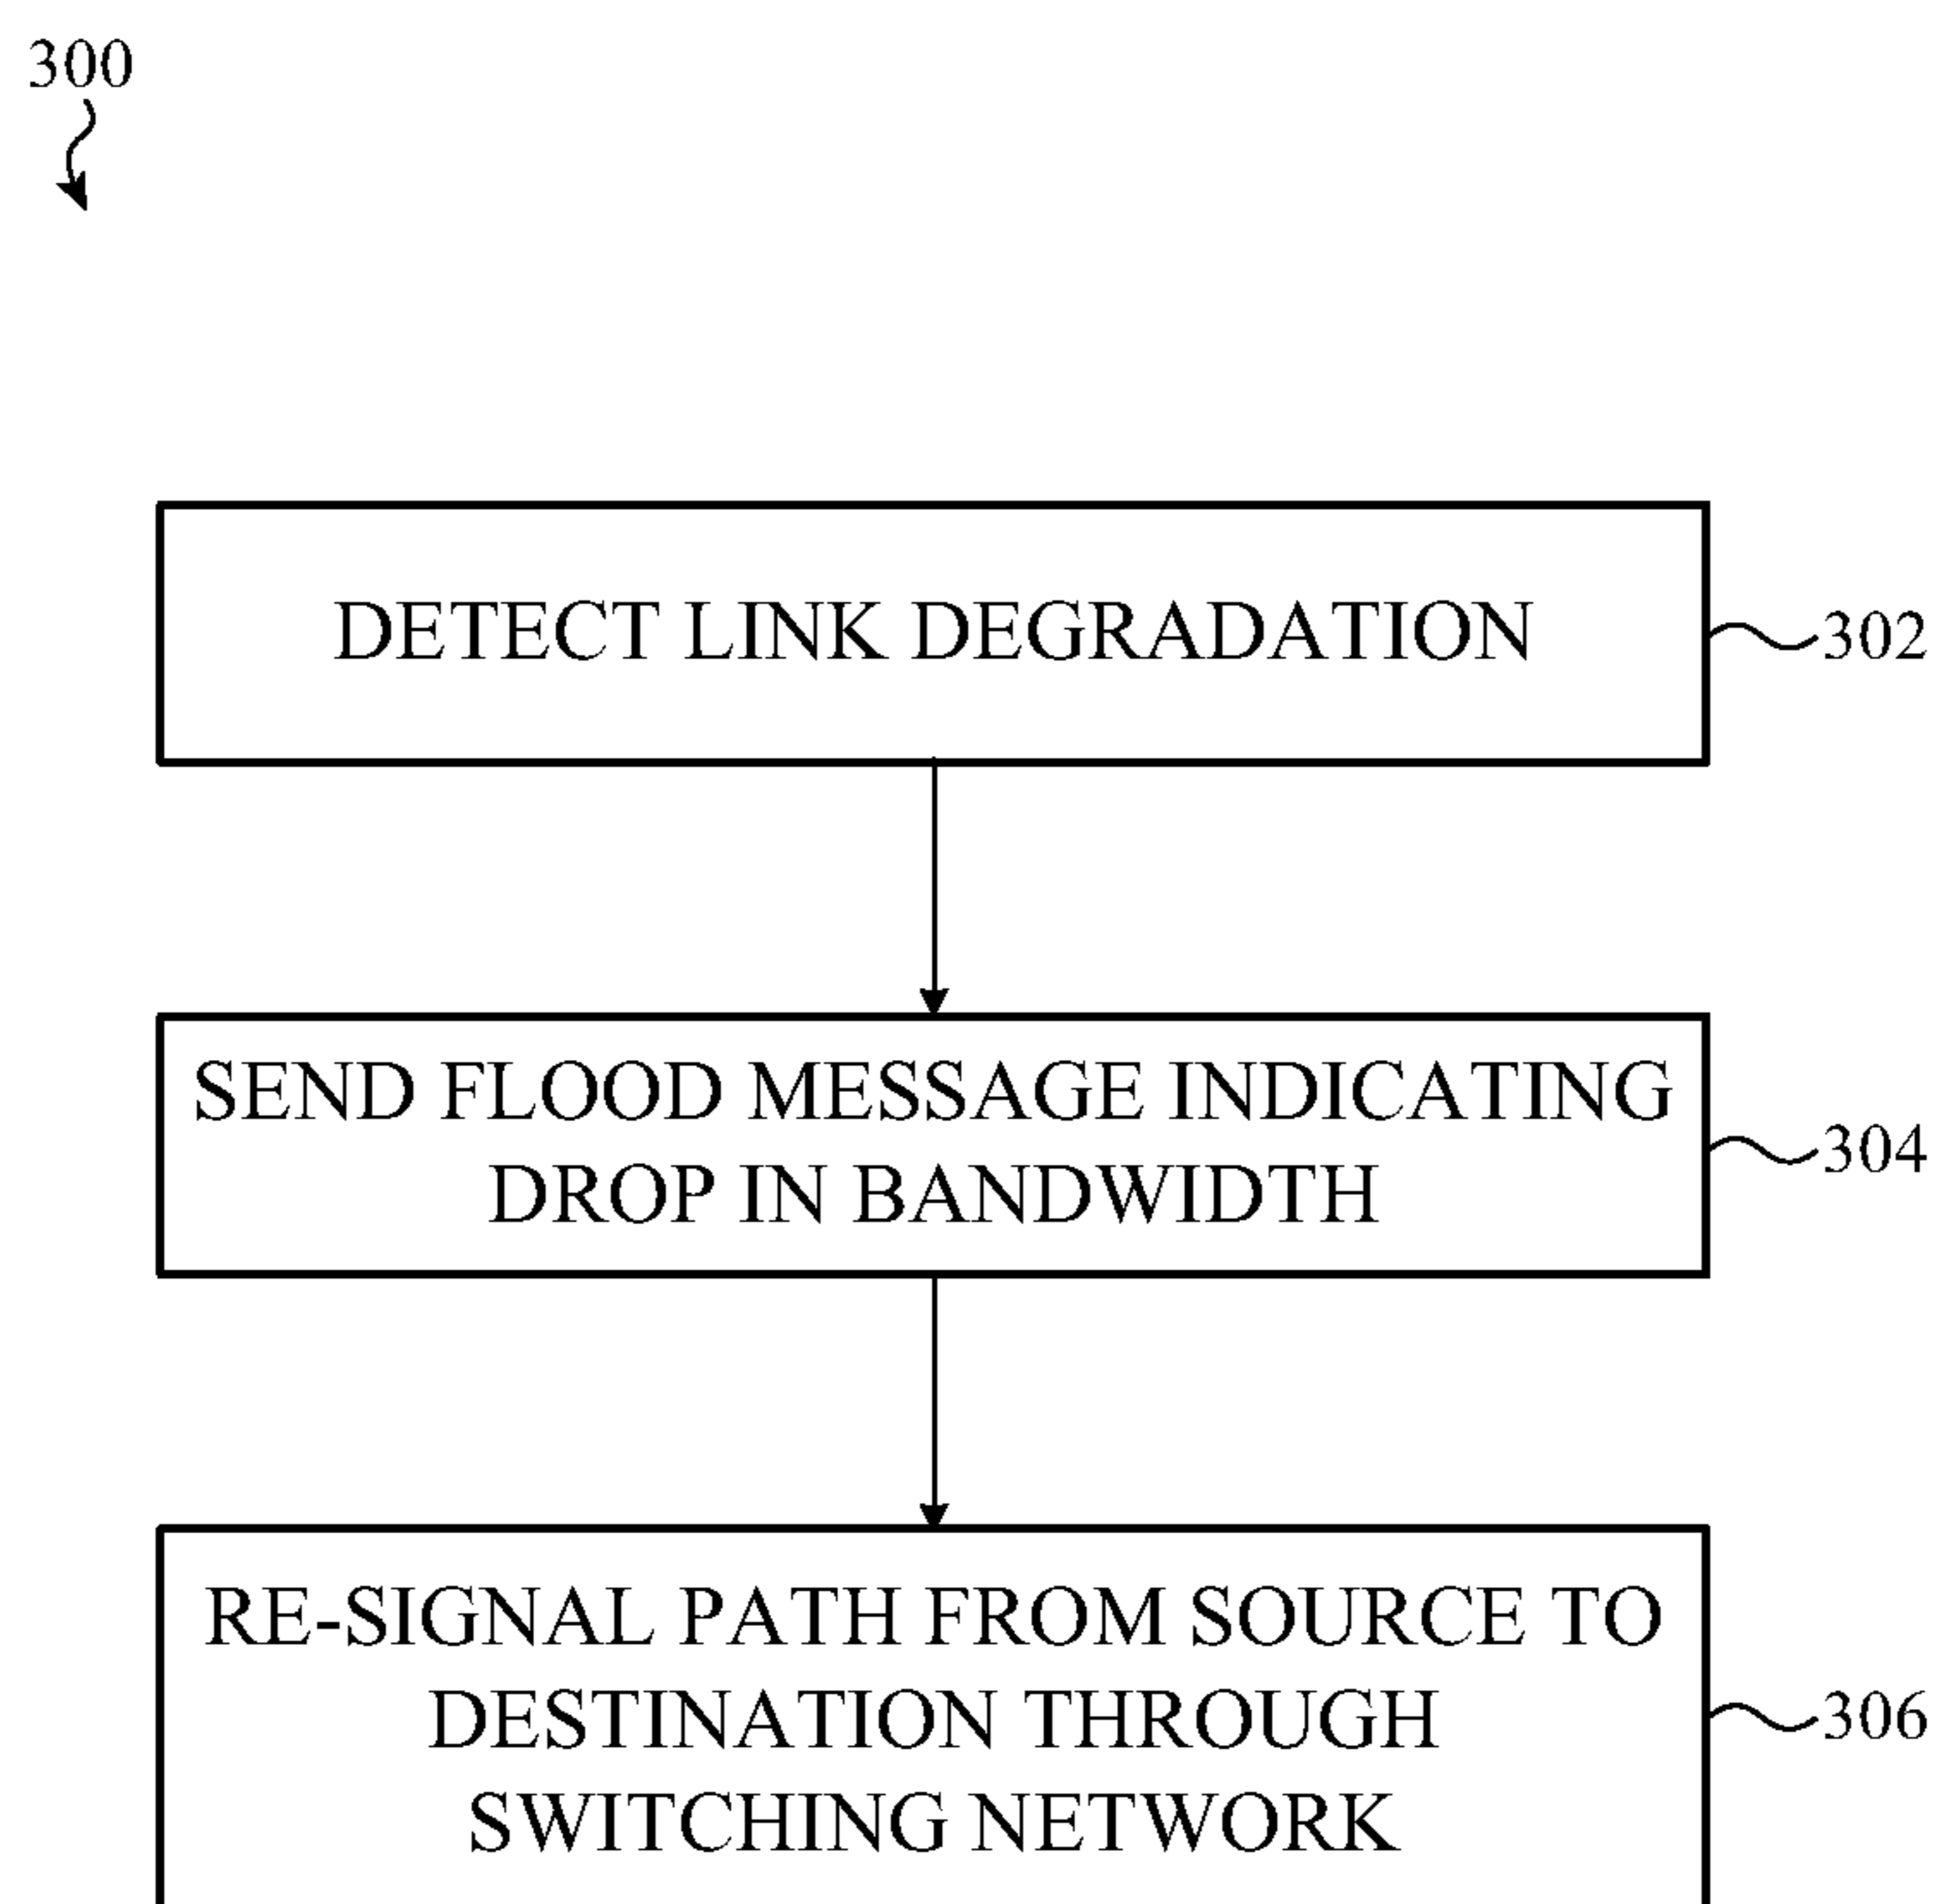 300
DETECT LINK DEGRADATION
302
SEND FLOOD MESSAGE INDICATING
DROP IN BANDWIDTH
304
RE-SIGNAL PATH FROM SOURCE TO
DESTINATION THROUGH
SWITCHING NETWORK
306